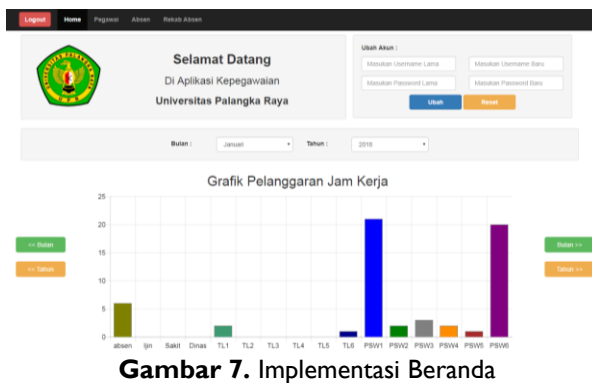 Logout Home Pegawai Absen Rekab Absen
Selamat Datang
Di Aplikasi Kepegawaian
Universitas Palangka Raya
Ubah Akun :
Masukan Username Lama Masukan Username Baru
Masukan Password Lama Masukan Password Baru
Ubah Reset
Bulan : Januari Tahun : 2018
Grafik Pelanggaran Jam Kerja
<< Bulan
<< Tahun
25
20
15
10
5
0
absen Ijin Sakit Dinas TL1 TL2 TL3 TL4 TL5 TL6 PSW1 PSW2 PSW3 PSW4 PSW5 PSW6
Bulan >>
Tahun >>
Gambar 7. Implementasi Beranda